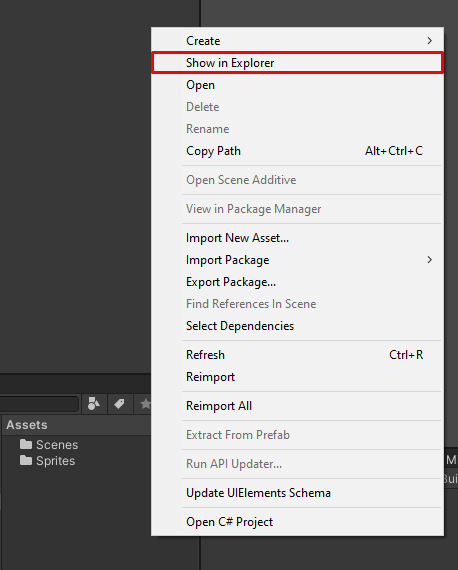 Create
Show in Explorer
Open
Delete
Rename
Copy Path Alt+Ctrl+C
Open Scene Additive
View in Package Manager
Import New Asset...
Import Package
Export Package...
Find References In Scene
Select Dependencies
Refresh Ctrl+R
Reimport
Reimport All
Extract From Prefab
Run API Updater...
Update UIElements Schema
Open C# Project
Assets
Scenes
Sprites